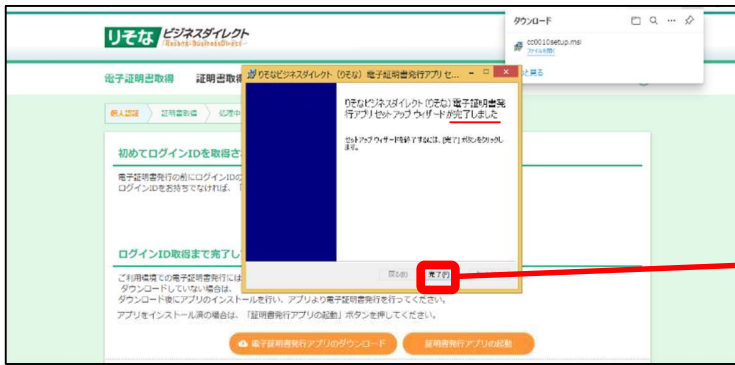 りそな ビジネスダイレクト
-Resona BusinessDirect-
ダウンロード
cc0010setup.msi
ファイルを開く
と見る
電子証明書取得 証明書取得
個人認証 証明書取得 処理中
りそなビジネスダイレクト (りそな) 電子証明書発行アプリ セ...
りそなビジネスダイレクト (りそな) 電子証明書発
行アプリ セットアップ ウィザードが完了しました
セットアップ ウィザードを終了するには、[完了] ボタンをクリックし
ます。
戻る(B) 完了(F)
初めてログインIDを取得さ
電子証明書発行の前にログインIDの
ログインIDをお持ちでなければ、「
ログインID取得まで完了し
ご利用環境での電子証明書発行には
ダウンロードしていない場合は、
ダウンロード後にアプリのインストールを行い、アプリより電子証明書発行を行ってください。
アプリをインストール済の場合は、「証明書発行アプリの起動」ボタンを押してください。
電子証明書発行アプリのダウンロード 証明書発行アプリの起動